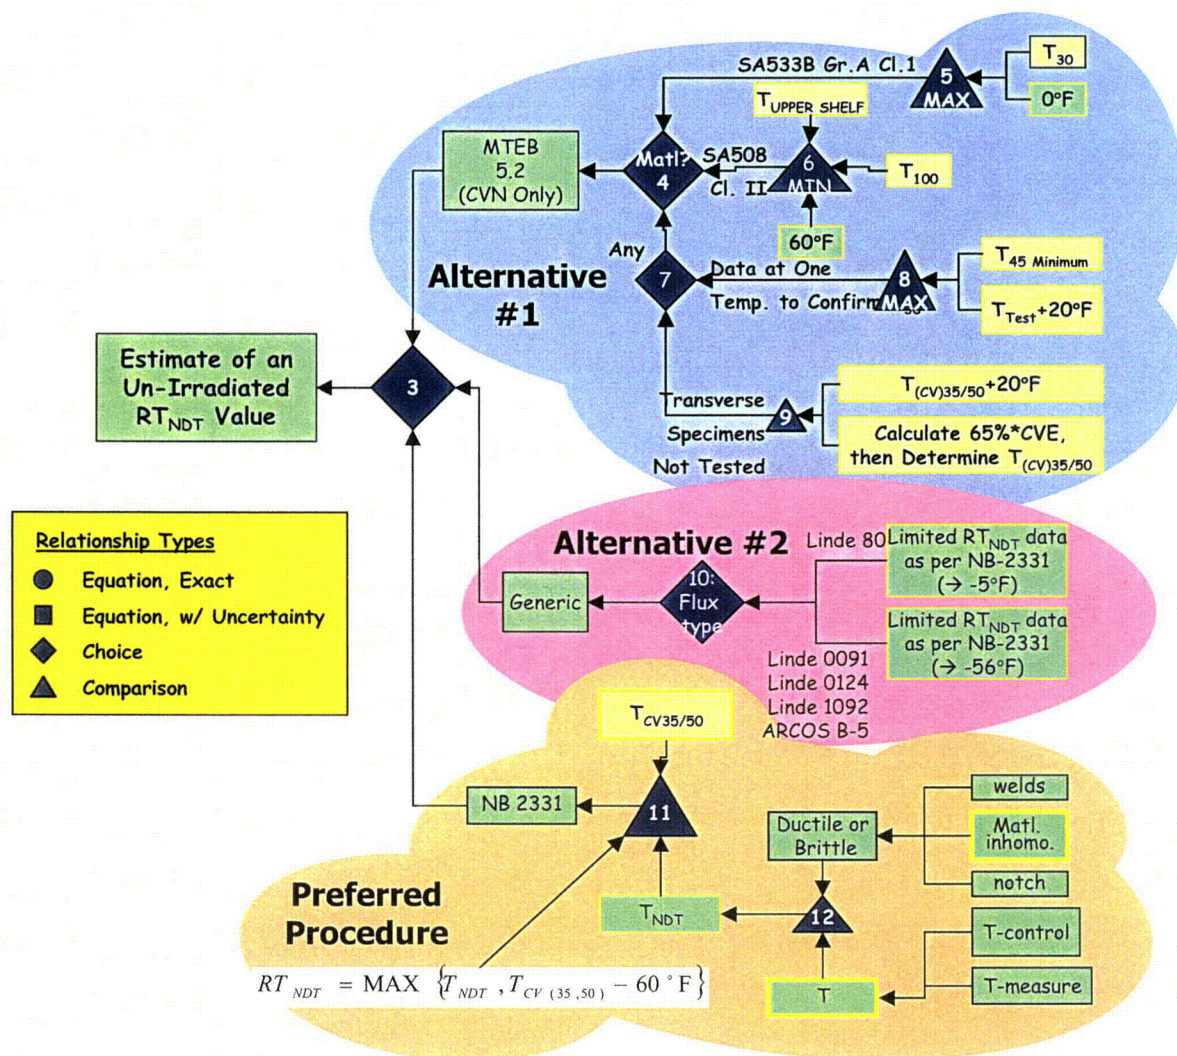 SA533B Gr.A Cl.1
5
MAX
T30
0°F
TUPPER SHELF
MTEB
5.2
(CVN Only)
Matl?
4
SA508
Cl. II
6
MIN
T100
60°F
Any
Alternative
#1
7
Data at One
Temp. to Confirm
8
MAX
T45 Minimum
TTest+20°F
Estimate of an
Un-Irradiated
RTNDT Value
3
Transverse
Specimens
Not Tested
9
T(CV)35/50+20°F
Calculate 65%*CVE,
then Determine T(CV)35/50
Relationship Types
Equation, Exact
Equation, w/ Uncertainty
Choice
Comparison
Alternative #2
Linde 80
Limited RTNDT data
as per NB-2331
(→ -5°F)
Generic
10:
Flux
type
Limited RTNDT data
as per NB-2331
(→ -56°F)
Linde 0091
Linde 0124
Linde 1092
ARCOS B-5
TCV35/50
NB 2331
11
welds
Ductile or
Brittle
Matl.
inhomo.
notch
Preferred
Procedure
TNDT
12
T-control
T
T-measure
RT NDT = MAX {T NDT , T CV (35,50) − 60 °F}